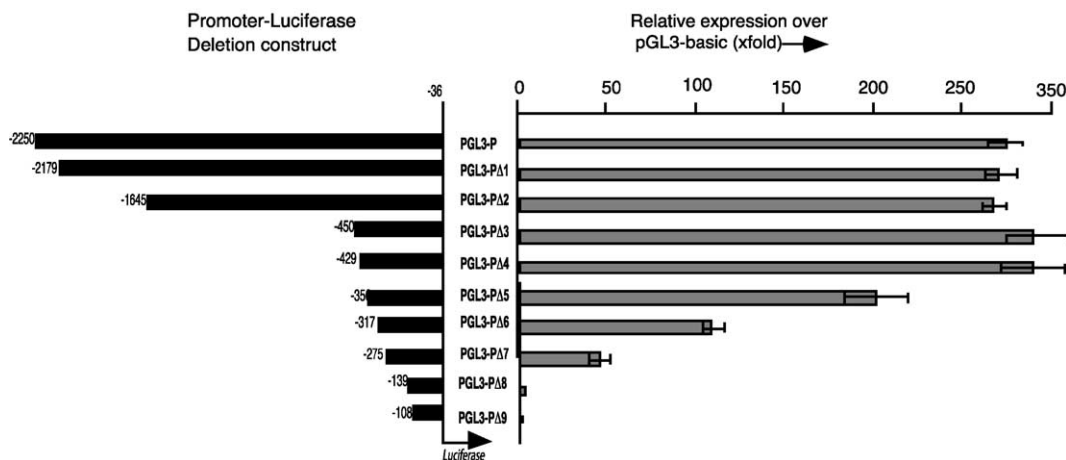 Promoter-Luciferase
Deletion construct
Relative expression over
pGL3-basic (xfold)
-36
0 50 100 150 200 250 350
-2250 PGL3-P
-2179 PGL3-PΔ1
-1645 PGL3-PΔ2
-450 PGL3-PΔ3
-429 PGL3-PΔ4
PGL3-PΔ5
-317 PGL3-PΔ6
-275 PGL3-PΔ7
-139 PGL3-PΔ8
-108 PGL3-PΔ9
Luciferase